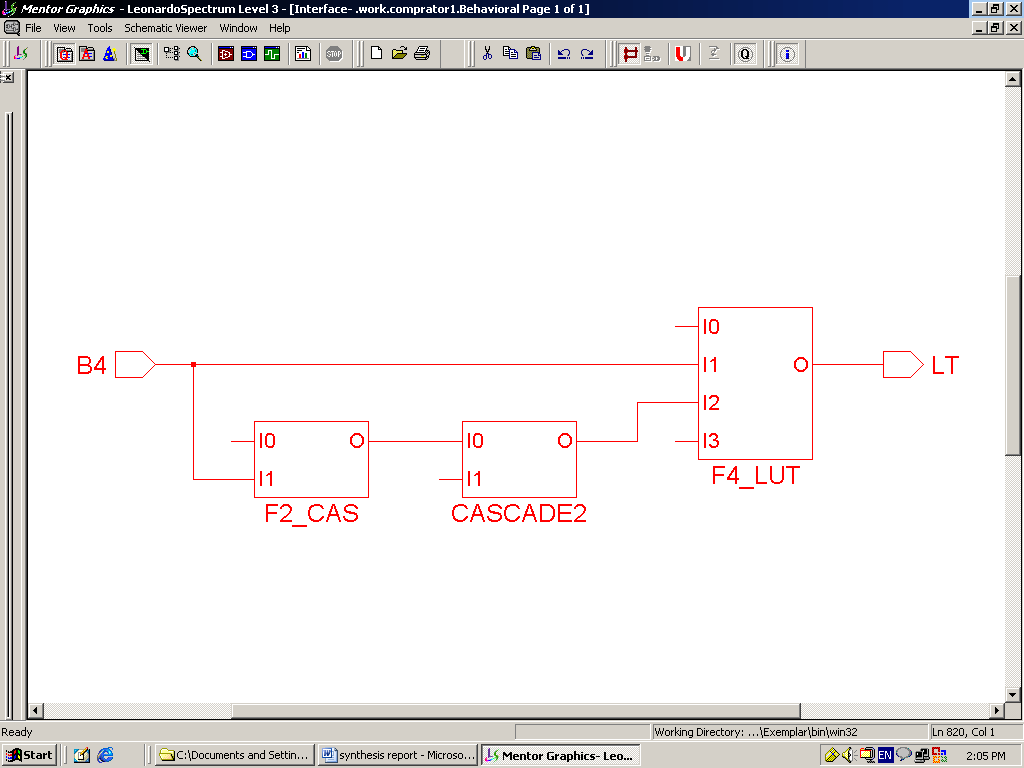 Mentor Graphics - LeonardoSpectrum Level 3 - [Interface- .work.comprator1.Behavioral Page 1 of 1]
File View Tools Schematic Viewer Window Help
STOP
Q
I0
B4
I1
O
LT
I2
I0
O
I0
O
I3
I1
I1
F4_LUT
F2_CAS
CASCADE2
Ready
Working Directory: ...\Exemplar\bin\win32
Ln 820, Col 1
Start
C:\Documents and Settin...
synthesis report - Microso...
Mentor Graphics- Leo...
EN
2:05 PM